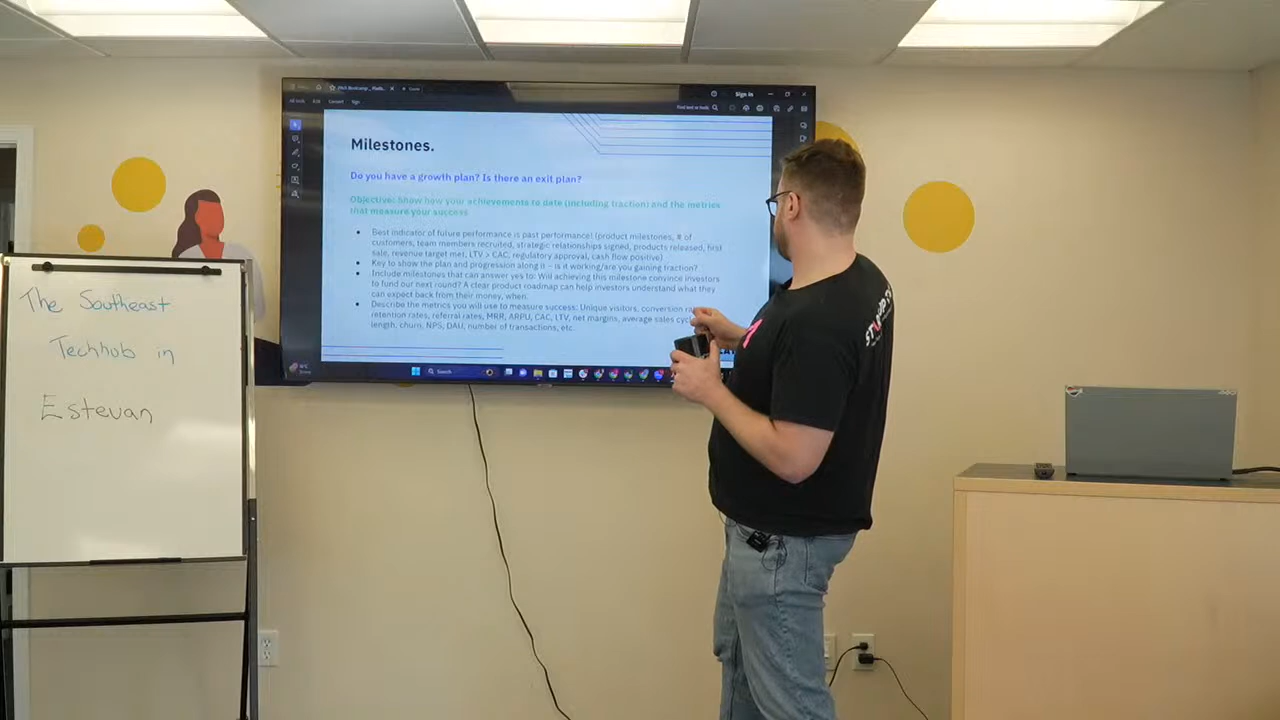 Sign in
Find text or tools
Milestones.
Do you have a growth plan? Is there an exit plan?
Objective: Show how your achievements to date (including traction) and the metrics
that measure your success
Best indicator of future performance is past performance! (product milestones, # of
customers, team members recruited, strategic relationships signed, products released, first
sale, revenue target met, LTV > CAC, regulatory approval, cash flow positive)
Key to show the plan and progression along it – is it working/are you gaining traction?
Include milestones that can answer yes to: Will achieving this milestone convince investors
to fund our next round? A clear product roadmap can help investors understand what they
can expect back from their money, when.
Describe the metrics you will use to measure success: Unique visitors, conversion
retention rates, referral rates, MRR, ARPU, CAC, LTV, net margins, average sales
length, churn, NPS, DAU, number of transactions, etc.
Search
The Southeast
Techhub in
Estevan